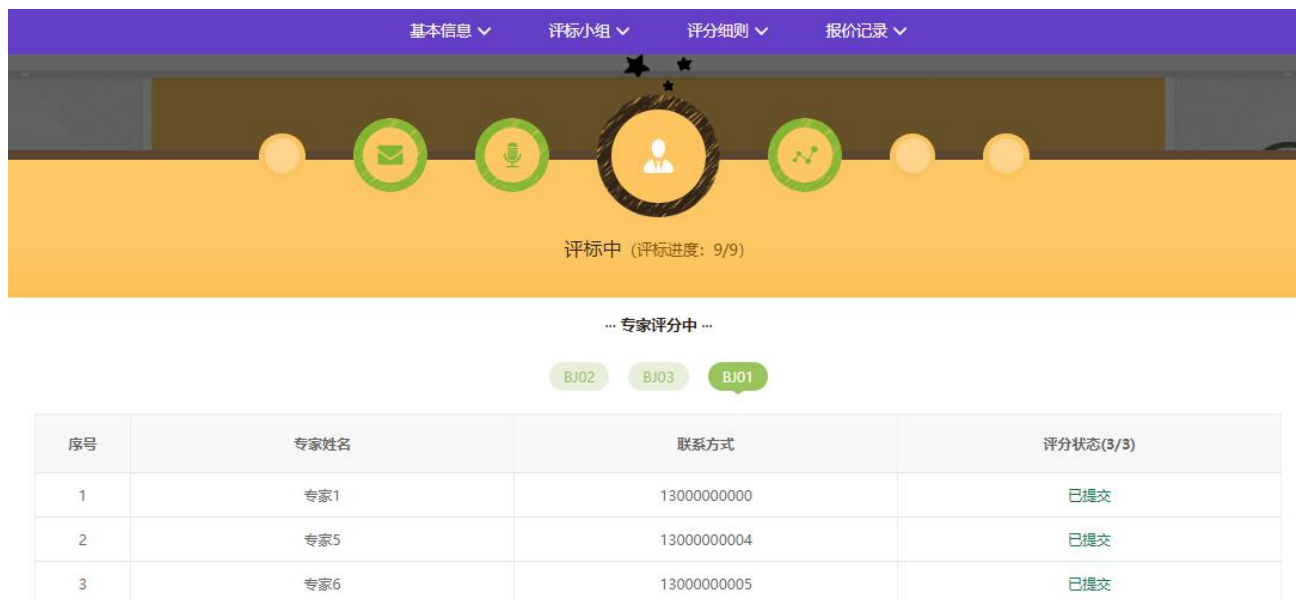 基本信息 评标小组 评分细则 报价记录
评标中 (评标进度: 9/9)
... 专家评分中 ...
BJ02 BJ03 BJ01
序号 专家姓名 联系方式 评分状态(3/3)
1 专家1 13000000000 已提交
2 专家5 13000000004 已提交
3 专家6 13000000005 已提交